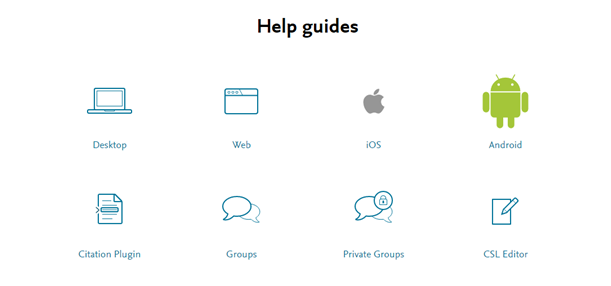 Help guides
Desktop Web iOS Android
Citation Plugin Groups Private Groups CSL Editor